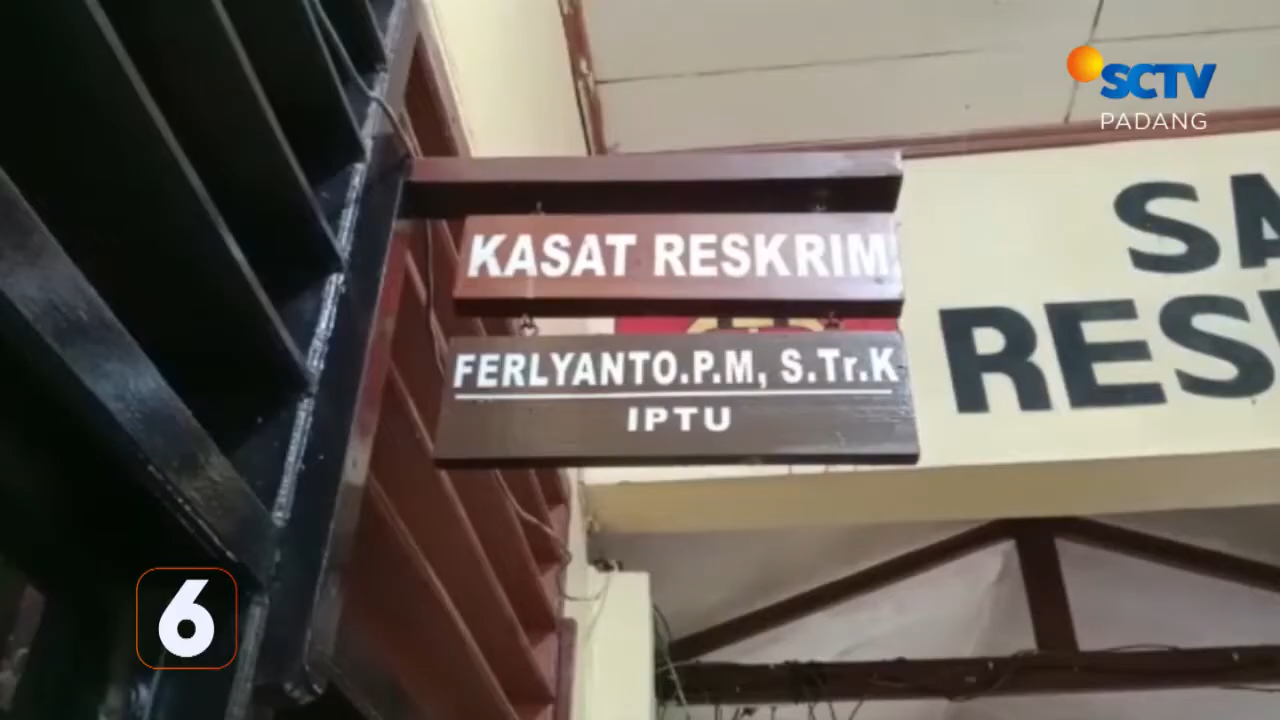 SCTV
PADANG
KASAT RESKRIM
FERLYANTO.P.M, S.Tr.K
IPTU
6